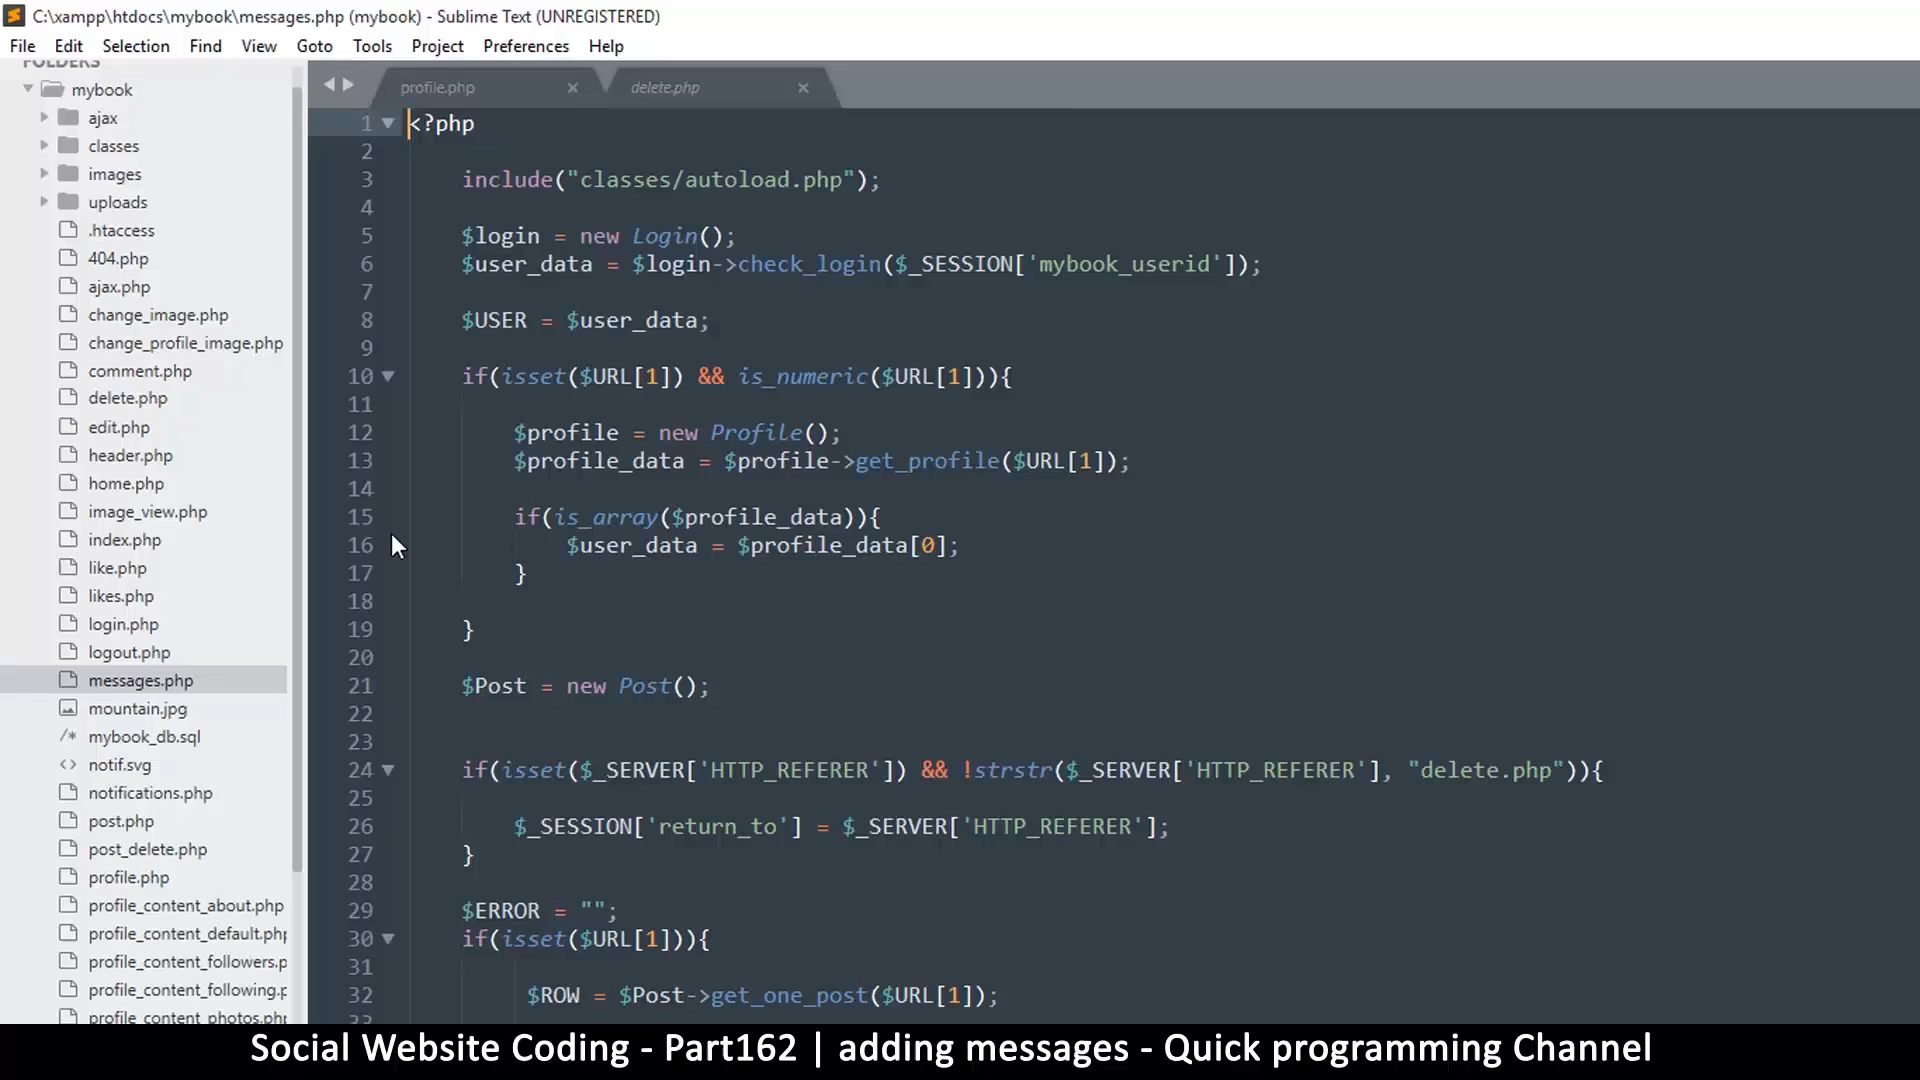 C:\xampp\htdocs\mybook\messages.php (mybook) - Sublime Text (UNREGISTERED)
File Edit Selection Find View Goto Tools Project Preferences Help
FOLDERS
mybook
ajax
classes
images
uploads
.htaccess
404.php
ajax.php
change_image.php
change_profile_image.php
comment.php
delete.php
edit.php
header.php
home.php
image_view.php
index.php
like.php
likes.php
login.php
logout.php
messages.php
mountain.jpg
mybook_db.sql
notif.svg
notifications.php
post.php
post_delete.php
profile.php
profile_content_about.php
profile_content_default.php
profile_content_followers.p
profile_content_following.p
profile_content_photos.php
profile.php × delete.php ×
1 <?php
2
3 include("classes/autoload.php");
4
5 $login = new Login();
6 $user_data = $login->check_login($_SESSION['mybook_userid']);
7
8 $USER = $user_data;
9
10 if(isset($URL[1]) && is_numeric($URL[1])){
11
12 $profile = new Profile();
13 $profile_data = $profile->get_profile($URL[1]);
14
15 if(is_array($profile_data)){
16 $user_data = $profile_data[0];
17 }
18
19 }
20
21 $Post = new Post();
22
23
24 if(isset($_SERVER['HTTP_REFERER']) && !strstr($_SERVER['HTTP_REFERER'], "delete.php")){
25
26 $_SESSION['return_to'] = $_SERVER['HTTP_REFERER'];
27 }
28
29 $ERROR = "";
30 if(isset($URL[1])){
31
32 $ROW = $Post->get_one_post($URL[1]);
33
Social Website Coding - Part162 | adding messages - Quick programming Channel